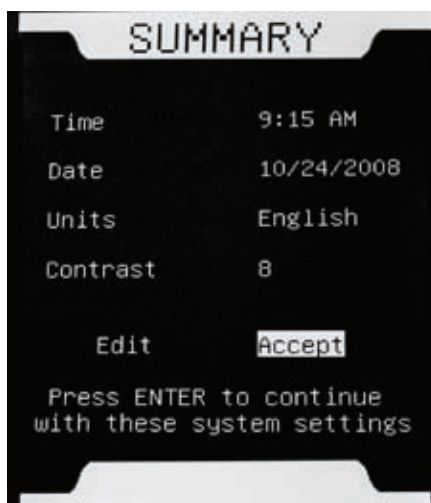 SUMMARY
Time 9:15 AM
Date 10/24/2008
Units English
Contrast 8
Edit Accept
Press ENTER to continue
with these system settings